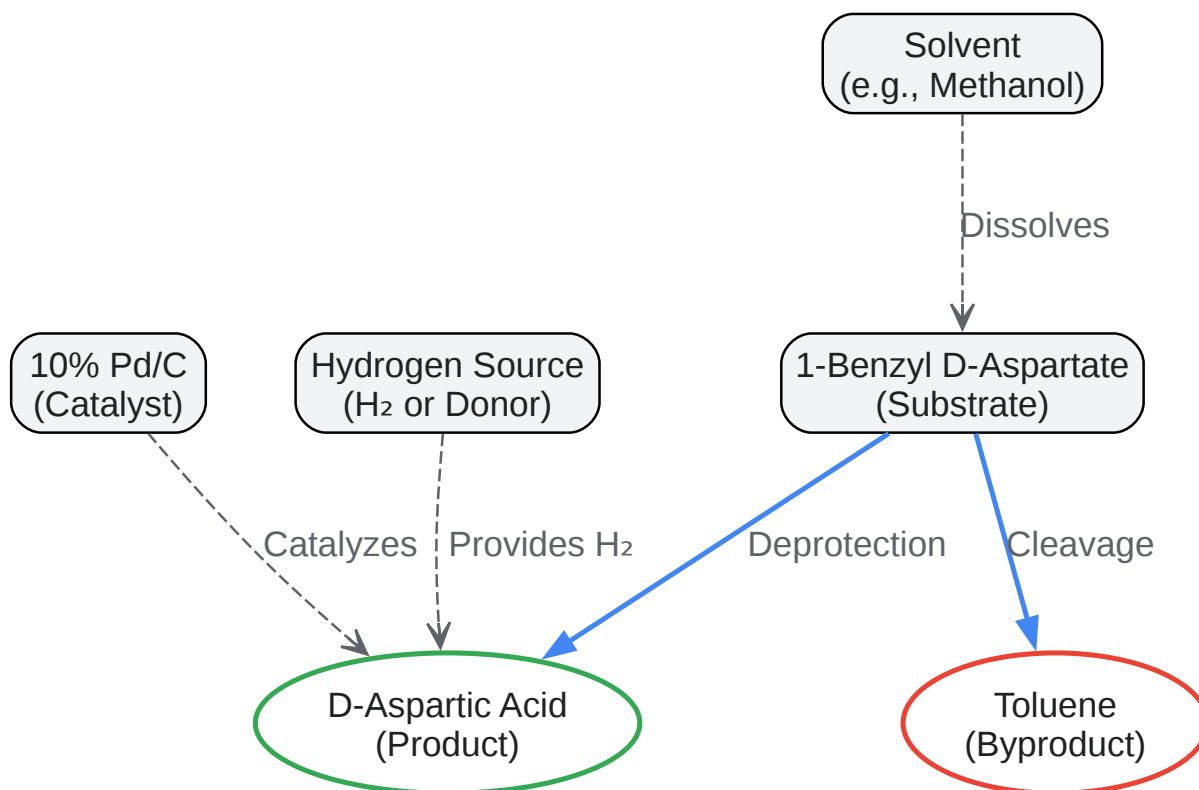 Solvent
(e.g., Methanol)
Dissolves
10% Pd/C
(Catalyst)
Hydrogen Source
(H₂ or Donor)
1-Benzyl D-Aspartate
(Substrate)
Catalyzes
Provides H₂
Deprotection
Cleavage
D-Aspartic Acid
(Product)
Toluene
(Byproduct)